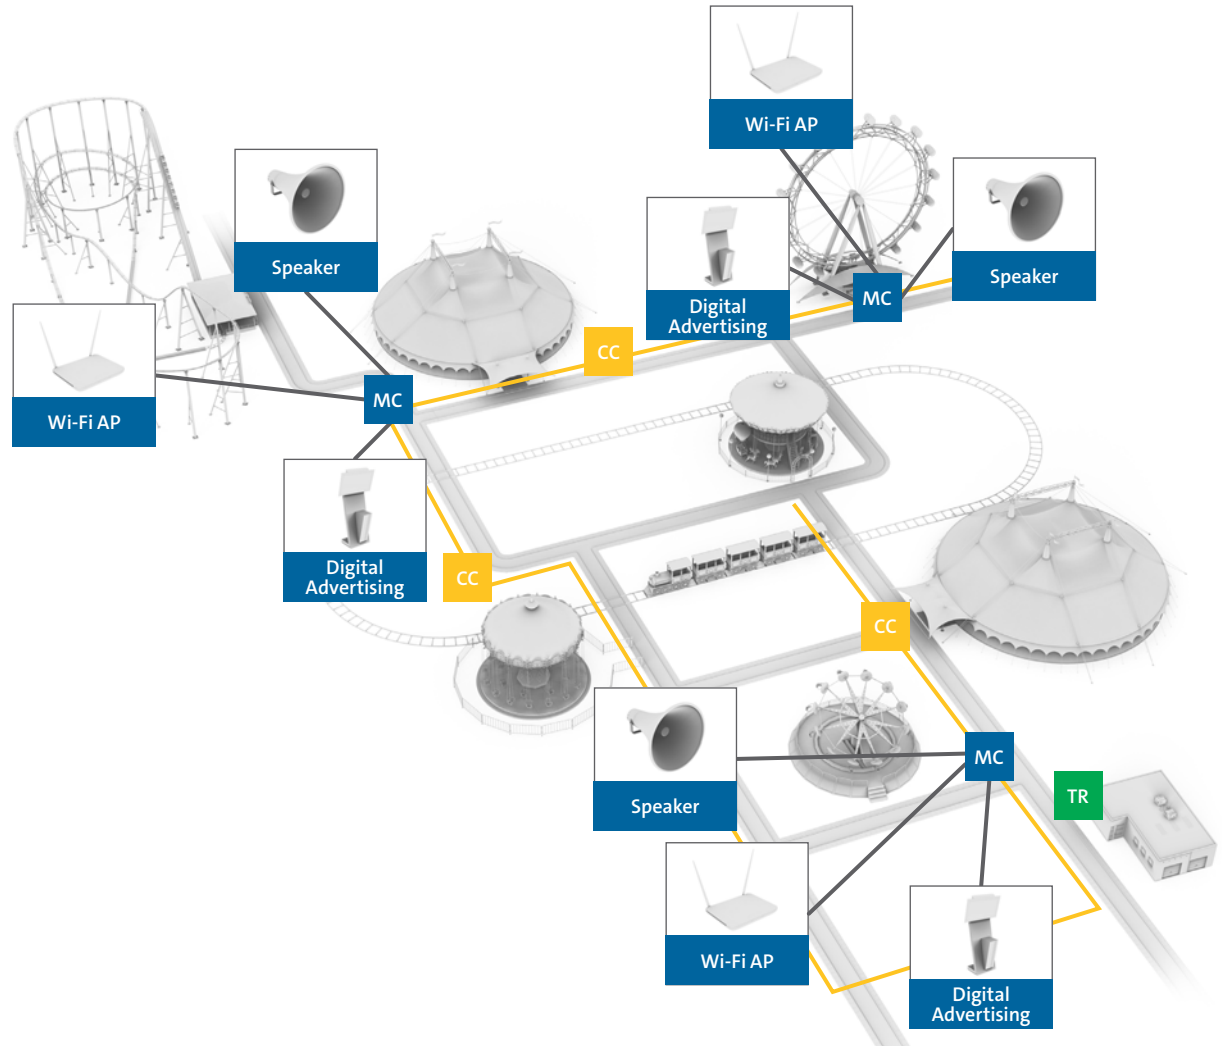 Wi-Fi AP
Speaker
Speaker
Digital
Advertising
MC
CC
Wi-Fi AP
MC
Digital
Advertising
CC
CC
Speaker
MC
TR
Wi-Fi AP
Digital
Advertising